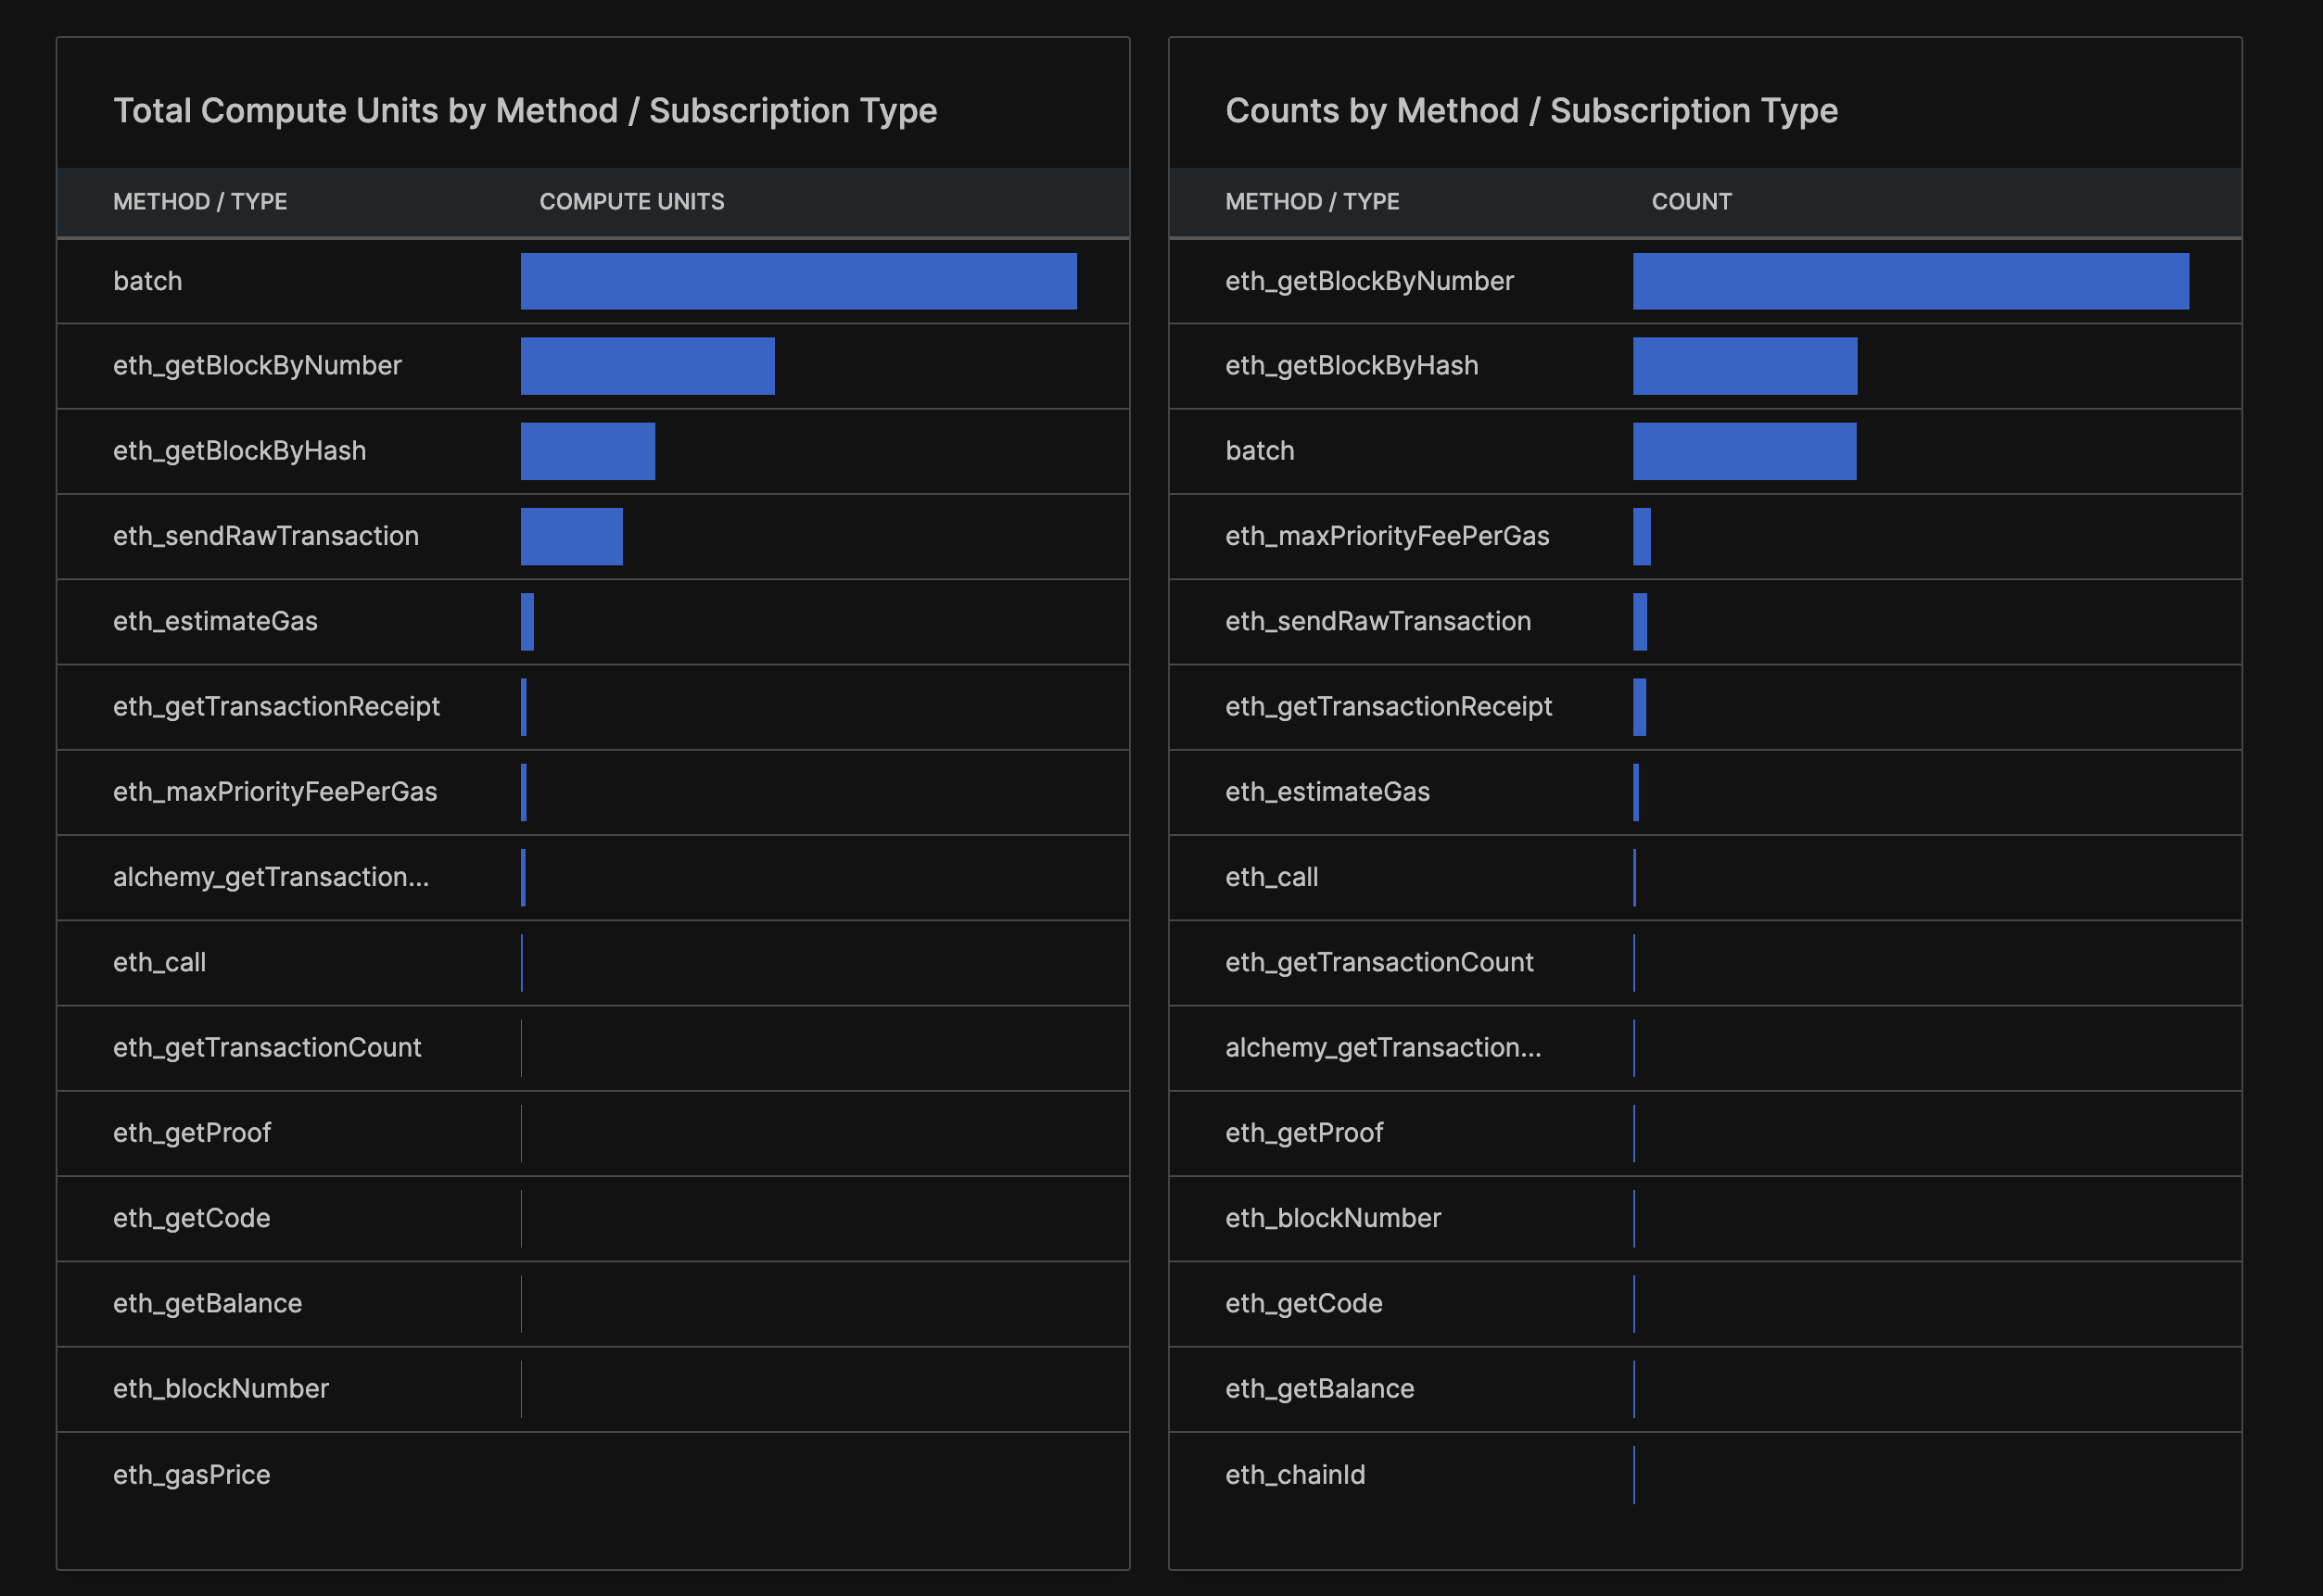 Total Compute Units by Method / Subscription Type
METHOD / TYPE COMPUTE UNITS
batch
eth_getBlockByNumber
eth_getBlockByHash
eth_sendRawTransaction
eth_estimateGas
eth_getTransactionReceipt
eth_maxPriorityFeePerGas
alchemy_getTransaction...
eth_call
eth_getTransactionCount
eth_getProof
eth_getCode
eth_getBalance
eth_blockNumber
eth_gasPrice
Counts by Method / Subscription Type
METHOD / TYPE COUNT
eth_getBlockByNumber
eth_getBlockByHash
batch
eth_maxPriorityFeePerGas
eth_sendRawTransaction
eth_getTransactionReceipt
eth_estimateGas
eth_call
eth_getTransactionCount
alchemy_getTransaction...
eth_getProof
eth_blockNumber
eth_getCode
eth_getBalance
eth_chainId